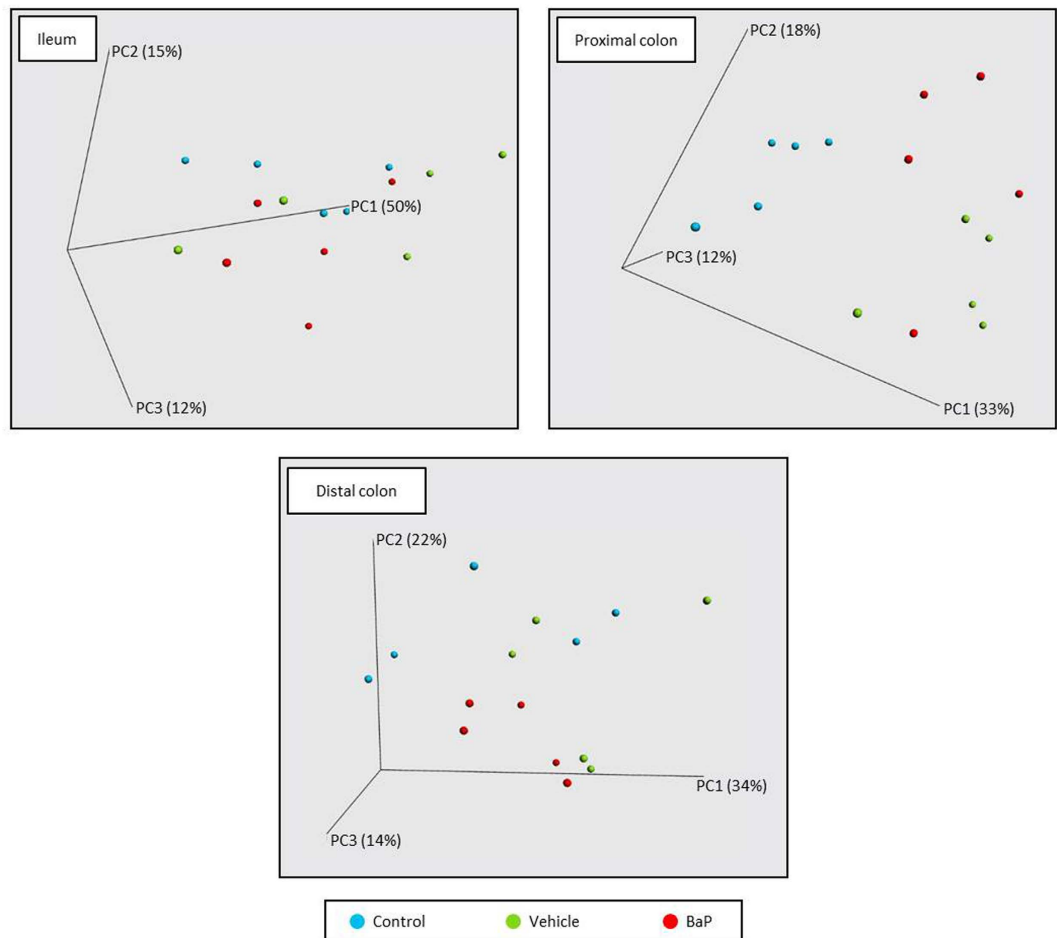 Ileum
PC2 (15%)
PC1 (50%)
PC3 (12%)
Proximal colon
PC2 (18%)
PC3 (12%)
PC1 (33%)
Distal colon
PC2 (22%)
PC1 (34%)
PC3 (14%)
Control Vehicle BaP